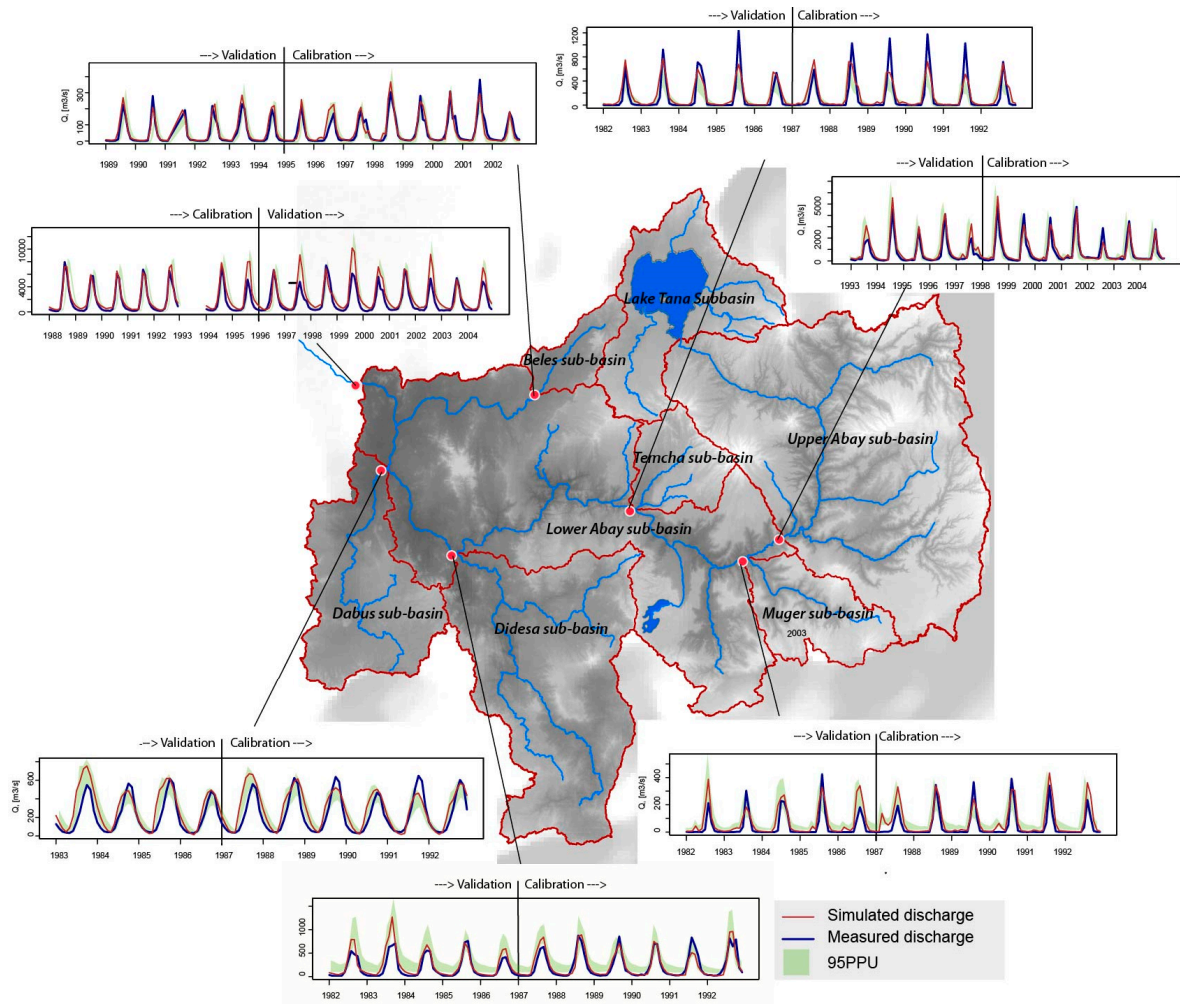 ---> Validation | Calibration --->
1200
800
400
0
Q, [m3/s]
1982 1983 1984 1985 1986 1987 1988 1989 1990 1991 1992
---> Validation | Calibration --->
300
200
100
0
Q, [m3/s]
1989 1990 1991 1992 1993 1994 1995 1996 1997 1998 1999 2000 2001 2002
---> Validation | Calibration --->
5000
2000
0
Q, [m3/s]
1993 1994 1995 1996 1997 1998 1999 2000 2001 2002 2003 2004
---> Calibration | Validation --->
10000
4000
0
1988 1989 1990 1991 1992 1993 1994 1995 1996 1997 1998 1999 2000 2001 2002 2003 2004
Lake Tana Subbasin
Beles sub-basin
Upper Abay sub-basin
Temcha sub-basin
Lower Abay sub-basin
Dabus sub-basin
Didesa sub-basin
Muger sub-basin
2003
--> Validation | Calibration --->
600
200
0
Q, [m3/s]
1983 1984 1985 1986 1987 1988 1989 1990 1991 1992
---> Validation | Calibration --->
400
200
0
Q, [m3/s]
1982 1983 1984 1985 1986 1987 1988 1989 1990 1991 1992
---> Validation | Calibration --->
1000
500
0
Q, [m3/s]
1982 1983 1984 1985 1986 1987 1988 1989 1990 1991 1992
Simulated discharge
Measured discharge
95PPU